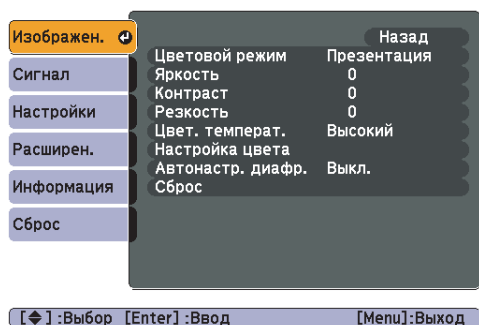 Изображен.
Сигнал
Настройки
Расширен.
Информация
Сброс
Назад
Цветовой режим Презентация
Яркость 0
Контраст 0
Резкость 0
Цвет. температ. Высокий
Настройка цвета
Автонастр. диафр. Выкл.
Сброс
[◆] :Выбор [Enter] :Ввод [Menu]:Выход